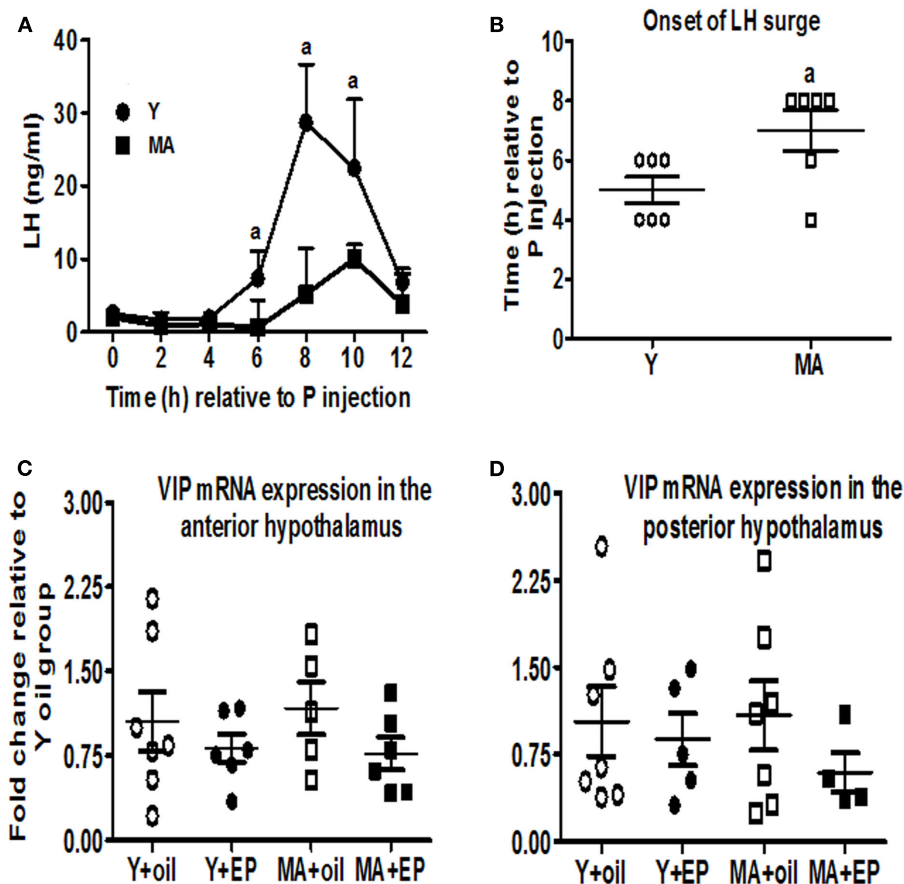 A
40
30
20
10
0
LH (ng/ml)
Y
MA
a
a
a
0 2 4 6 8 10 12
Time (h) relative to P injection
B
Onset of LH surge
10
8
6
4
2
0
Time (h) relative to
P injection
a
Y MA
C
VIP mRNA expression in the
anterior hypothalamus
3.00
2.25
1.50
0.75
0.00
Fold change relative to
Y oil group
Y+oil Y+EP MA+oil MA+EP
D
VIP mRNA expression in the
posterior hypothalamus
3.00
2.25
1.50
0.75
0.00
Y+oil Y+EP MA+oil MA+EP